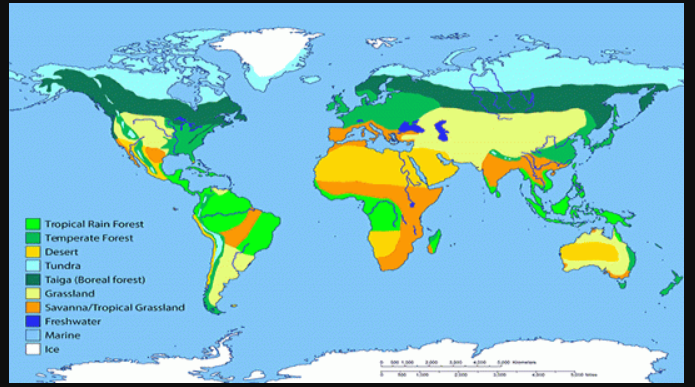 Tropical Rain Forest
Temperate Forest
Desert
Tundra
Taiga (Boreal forest)
Grassland
Savanna/Tropical Grassland
Freshwater
Marine
Ice